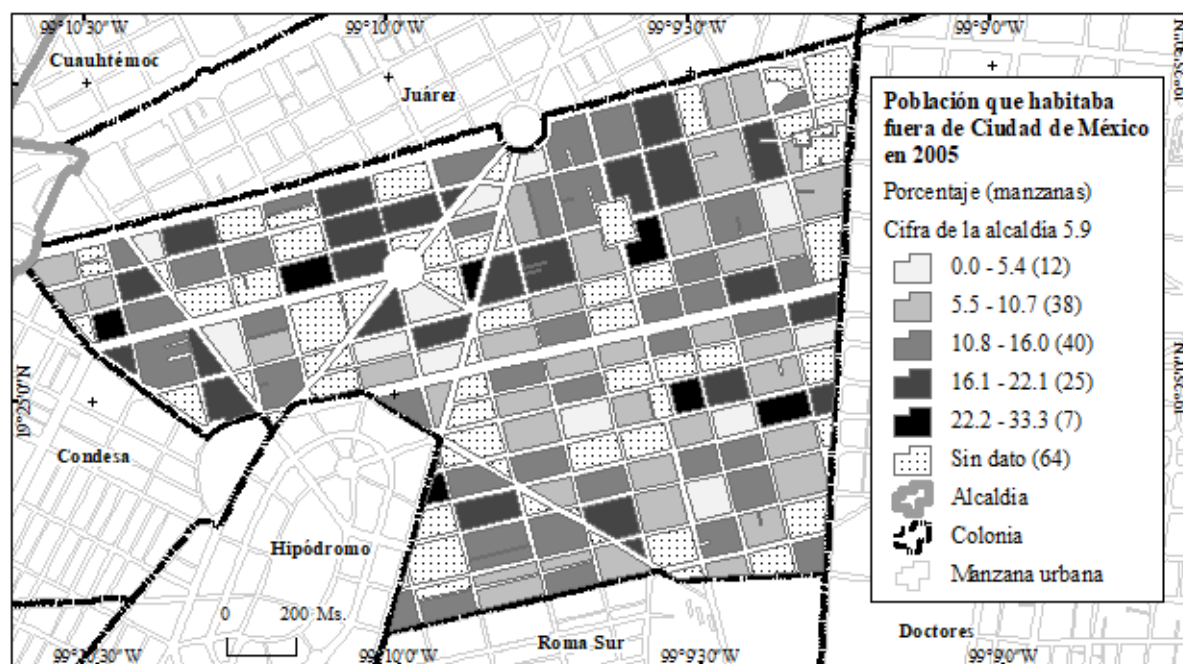 99°10'30"W 99°10'0"W 99°9'30"W 99°9'0"W
Cuauhtémoc
Juárez
Población que habitaba
fuera de Ciudad de México
en 2005
Porcentaje (manzanas)
Cifra de la alcaldía 5.9
0.0 - 5.4 (12)
5.5 - 10.7 (38)
10.8 - 16.0 (40)
16.1 - 22.1 (25)
22.2 - 33.3 (7)
Sin dato (64)
Alcaldía
Colonia
Manzana urbana
19°25'0"N
Condesa
Hipódromo
0 200 Ms.
Roma Sur
Doctores
99°10'30"W 99°10'0"W 99°9'30"W 99°9'0"W